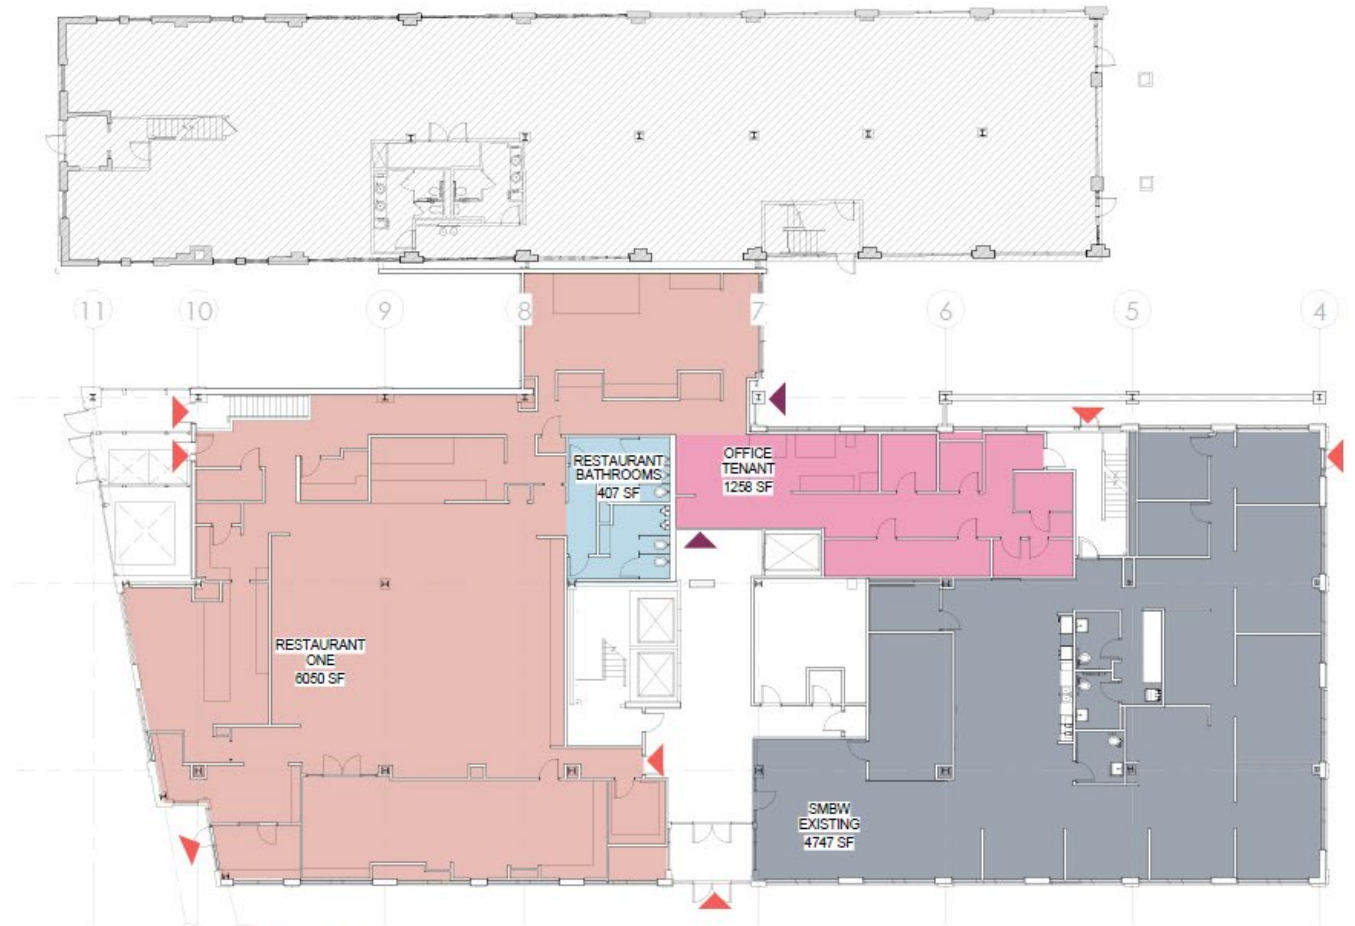 11
10
9
8
7
6
5
4
RESTAURANT
BATHROOMS
407 SF
OFFICE
TENANT
1258 SF
RESTAURANT
ONE
6050 SF
SMBW
EXISTING
4747 SF